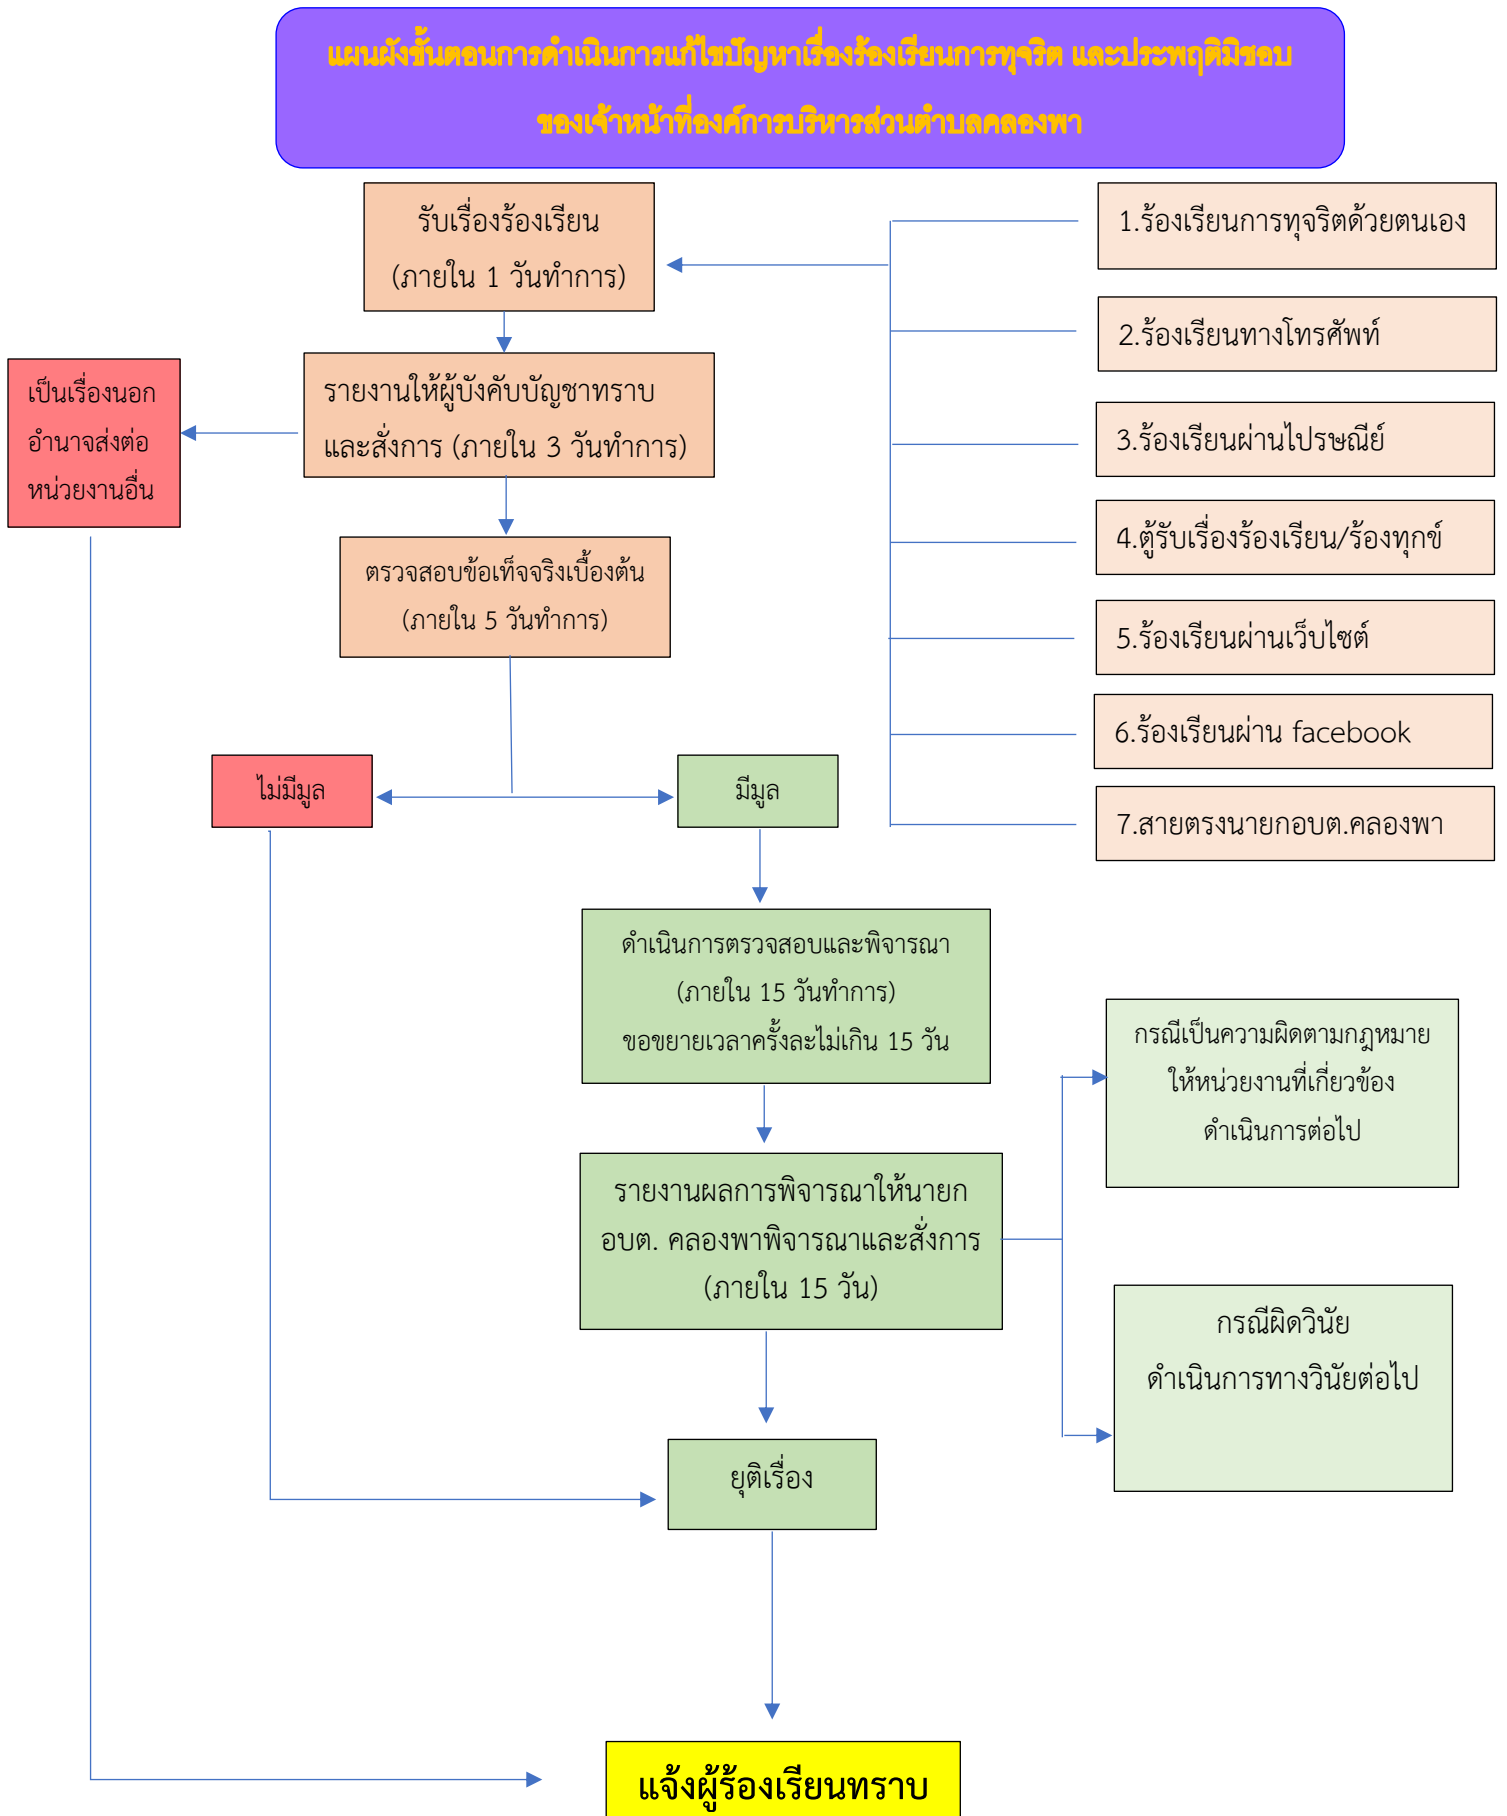 แผนผังขั้นตอนการดำเนินการแก้ไขปัญหาเรื่องร้องเรียนการทุจริต และประพฤติมิชอบ
ของเจ้าหน้าที่องค์การบริหารส่วนตำบลคลองพา
รับเรื่องร้องเรียน
(ภายใน 1 วันทำการ)
รายงานให้ผู้บังคับบัญชาทราบ
และสั่งการ (ภายใน 3 วันทำการ)
เป็นเรื่องนอก
อำนาจส่งต่อ
หน่วยงานอื่น
ตรวจสอบข้อเท็จจริงเบื้องต้น
(ภายใน 5 วันทำการ)
ไม่มีมูล
มีมูล
1.ร้องเรียนการทุจริตด้วยตนเอง
2.ร้องเรียนทางโทรศัพท์
3.ร้องเรียนผ่านไปรษณีย์
4.ตู้รับเรื่องร้องเรียน/ร้องทุกข์
5.ร้องเรียนผ่านเว็บไซต์
6.ร้องเรียนผ่าน facebook
7.สายตรงนายกอบต.คลองพา
ดำเนินการตรวจสอบและพิจารณา
(ภายใน 15 วันทำการ)
ขอขยายเวลาครั้งละไม่เกิน 15 วัน
รายงานผลการพิจารณาให้นายก
อบต. คลองพาพิจารณาและสั่งการ
(ภายใน 15 วัน)
กรณีเป็นความผิดตามกฎหมาย
ให้หน่วยงานที่เกี่ยวข้อง
ดำเนินการต่อไป
กรณีผิดวินัย
ดำเนินการทางวินัยต่อไป
ยุติเรื่อง
แจ้งผู้ร้องเรียนทราบ